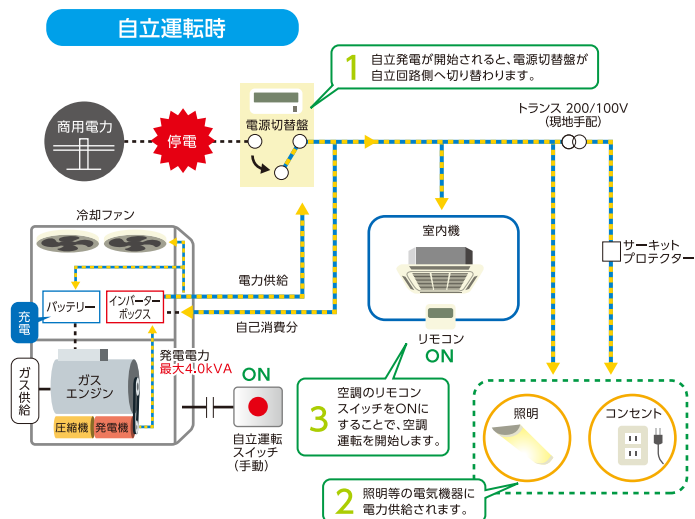 自立運転時
1
自立発電が開始されると、電源切替盤が
自立回路側へ切り替わります。
商用電力
停電
電源切替盤
トランス 200/100V
(現地手配)
冷却ファン
室内機
サーキット
プロテクター
電力供給
バッテリー
インバーター
ボックス
充電
自己消費分
リモコン
ON
発電電力
最大4.0kVA
ガス供給
ガス
エンジン
圧縮機
発電機
ON
自立運転
スイッチ
(手動)
3
空調のリモコン
スイッチをONに
することで、空調
運転を開始します。
照明
コンセント
2
照明等の電気機器に
電力供給されます。